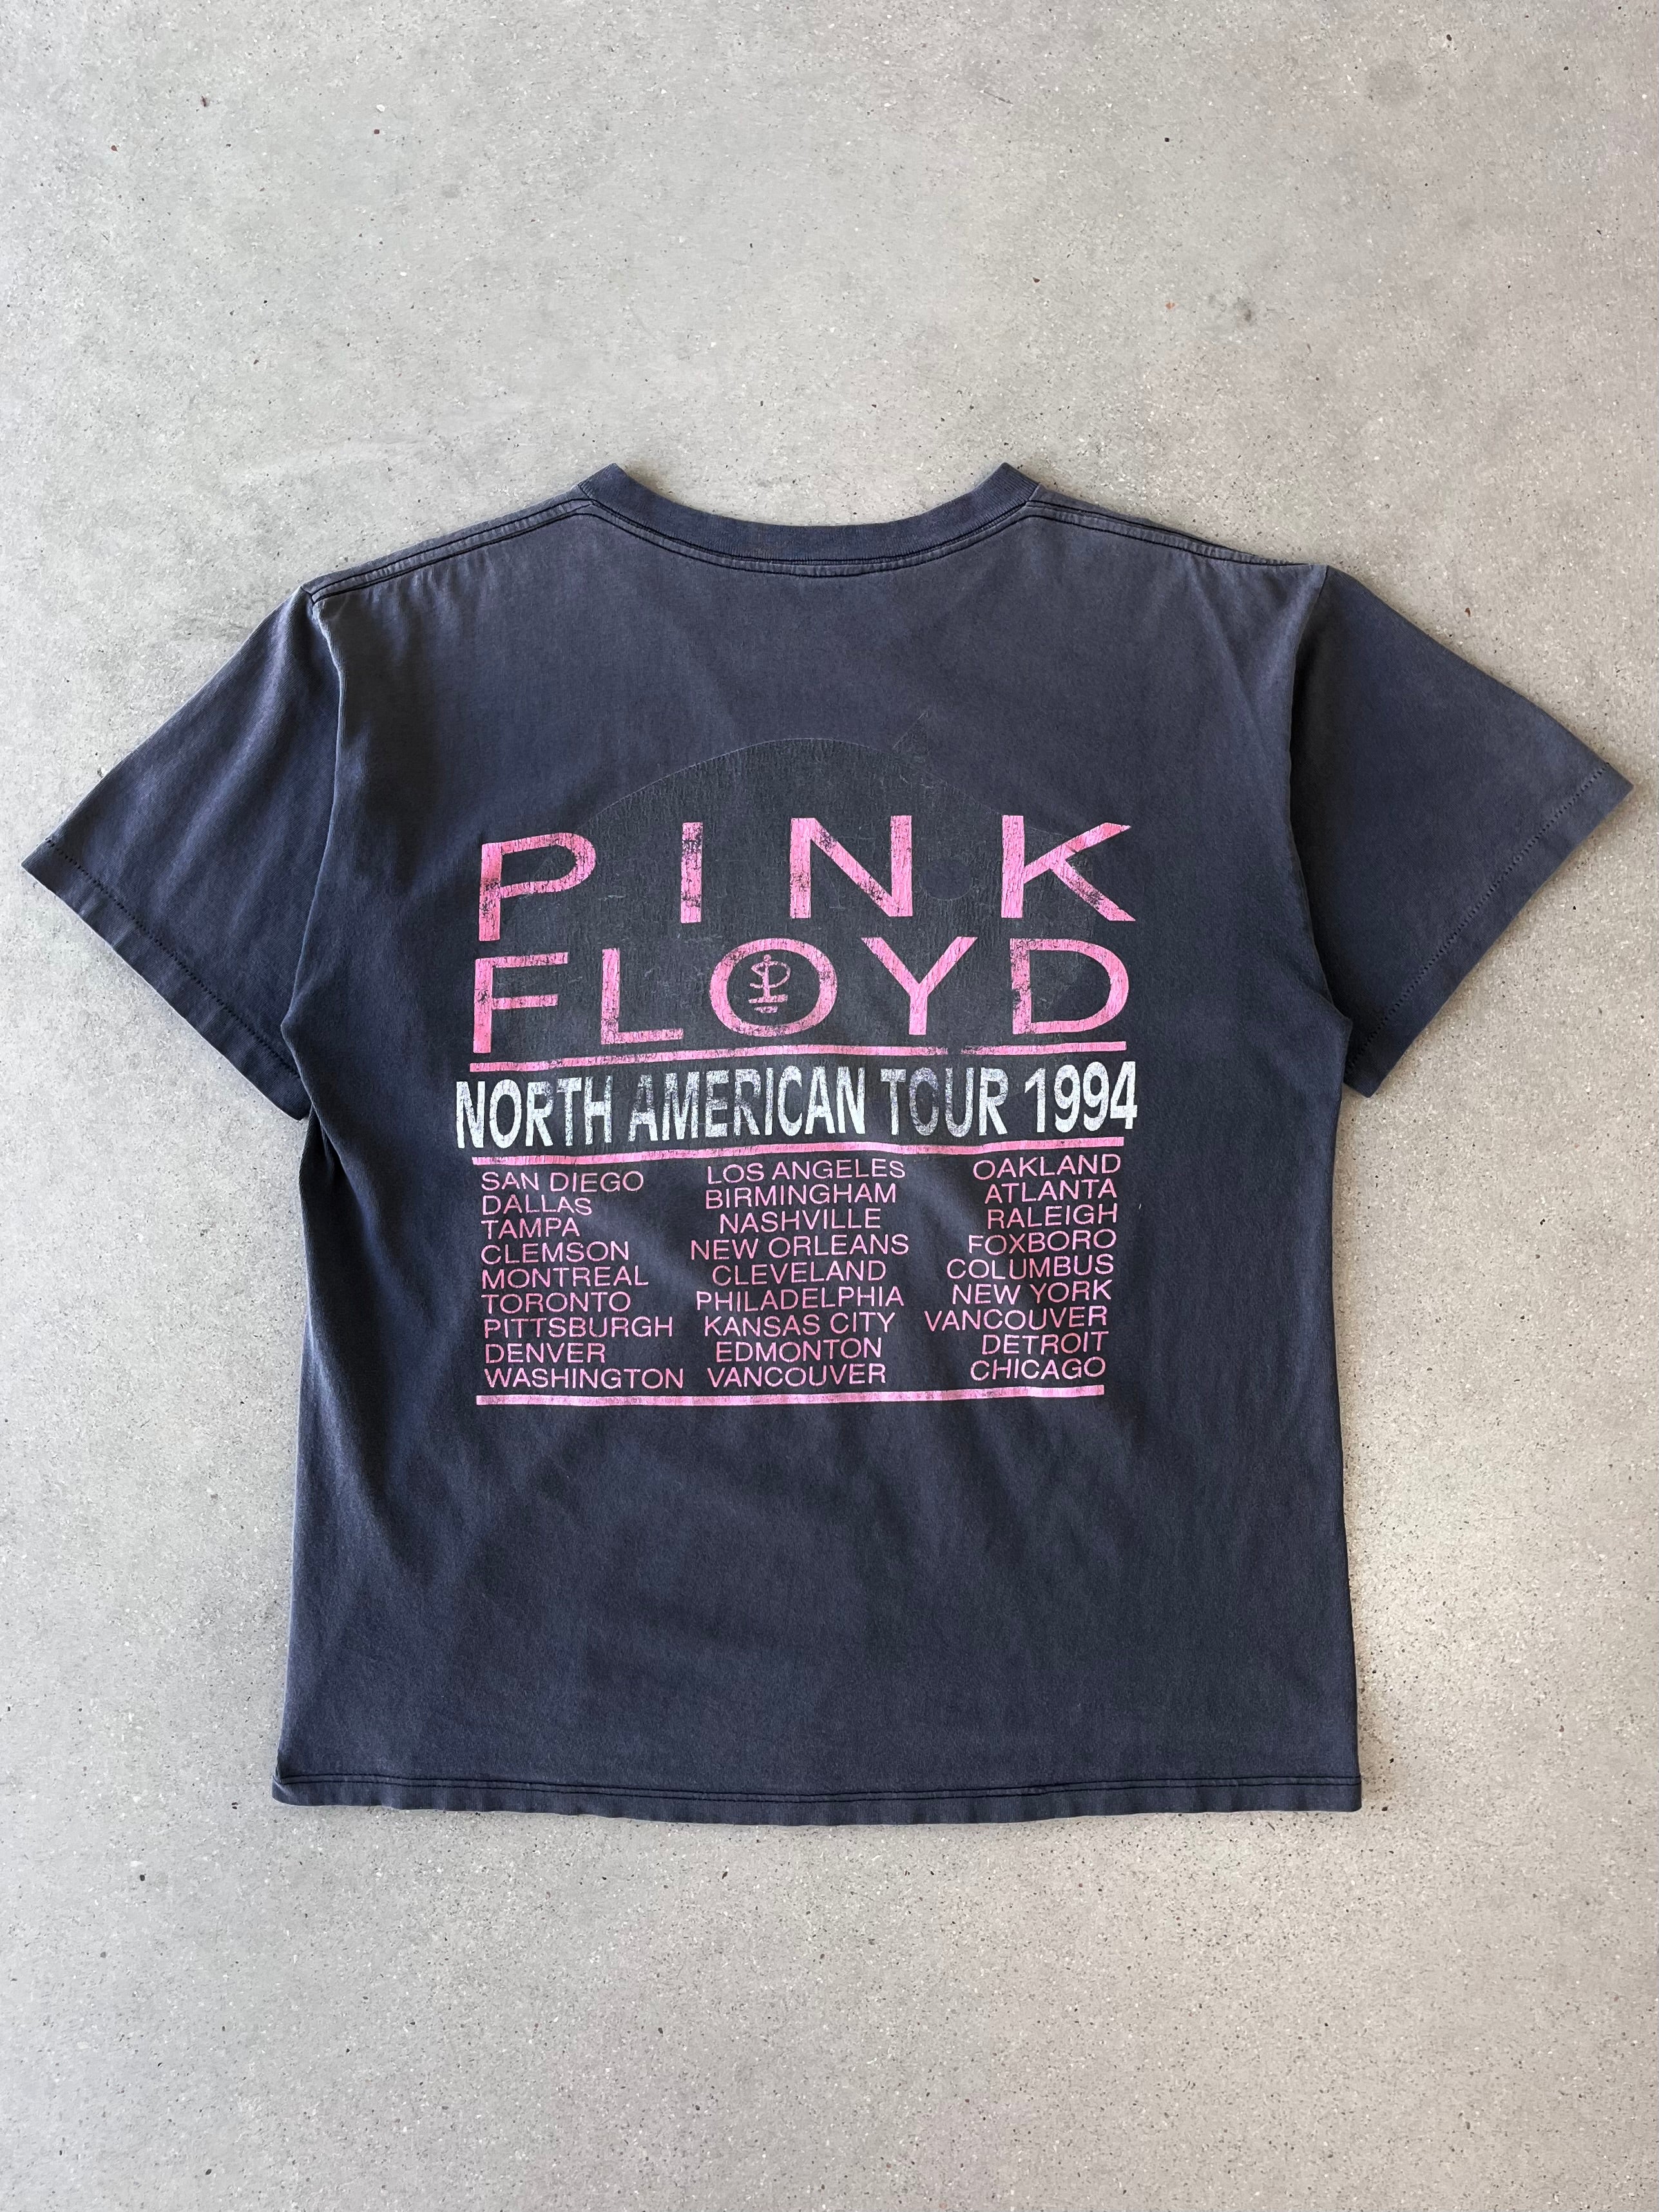 PINK
FLOYD
NORTH AMERICAN TOUR 1994
SAN DIEGO LOS ANGELES OAKLAND
DALLAS BIRMINGHAM ATLANTA
TAMPA NASHVILLE RALEIGH
CLEMSON NEW ORLEANS FOXBORO
MONTREAL CLEVELAND COLUMBUS
TORONTO PHILADELPHIA NEW YORK
PITTSBURGH KANSAS CITY VANCOUVER
DENVER EDMONTON DETROIT
WASHINGTON VANCOUVER CHICAGO